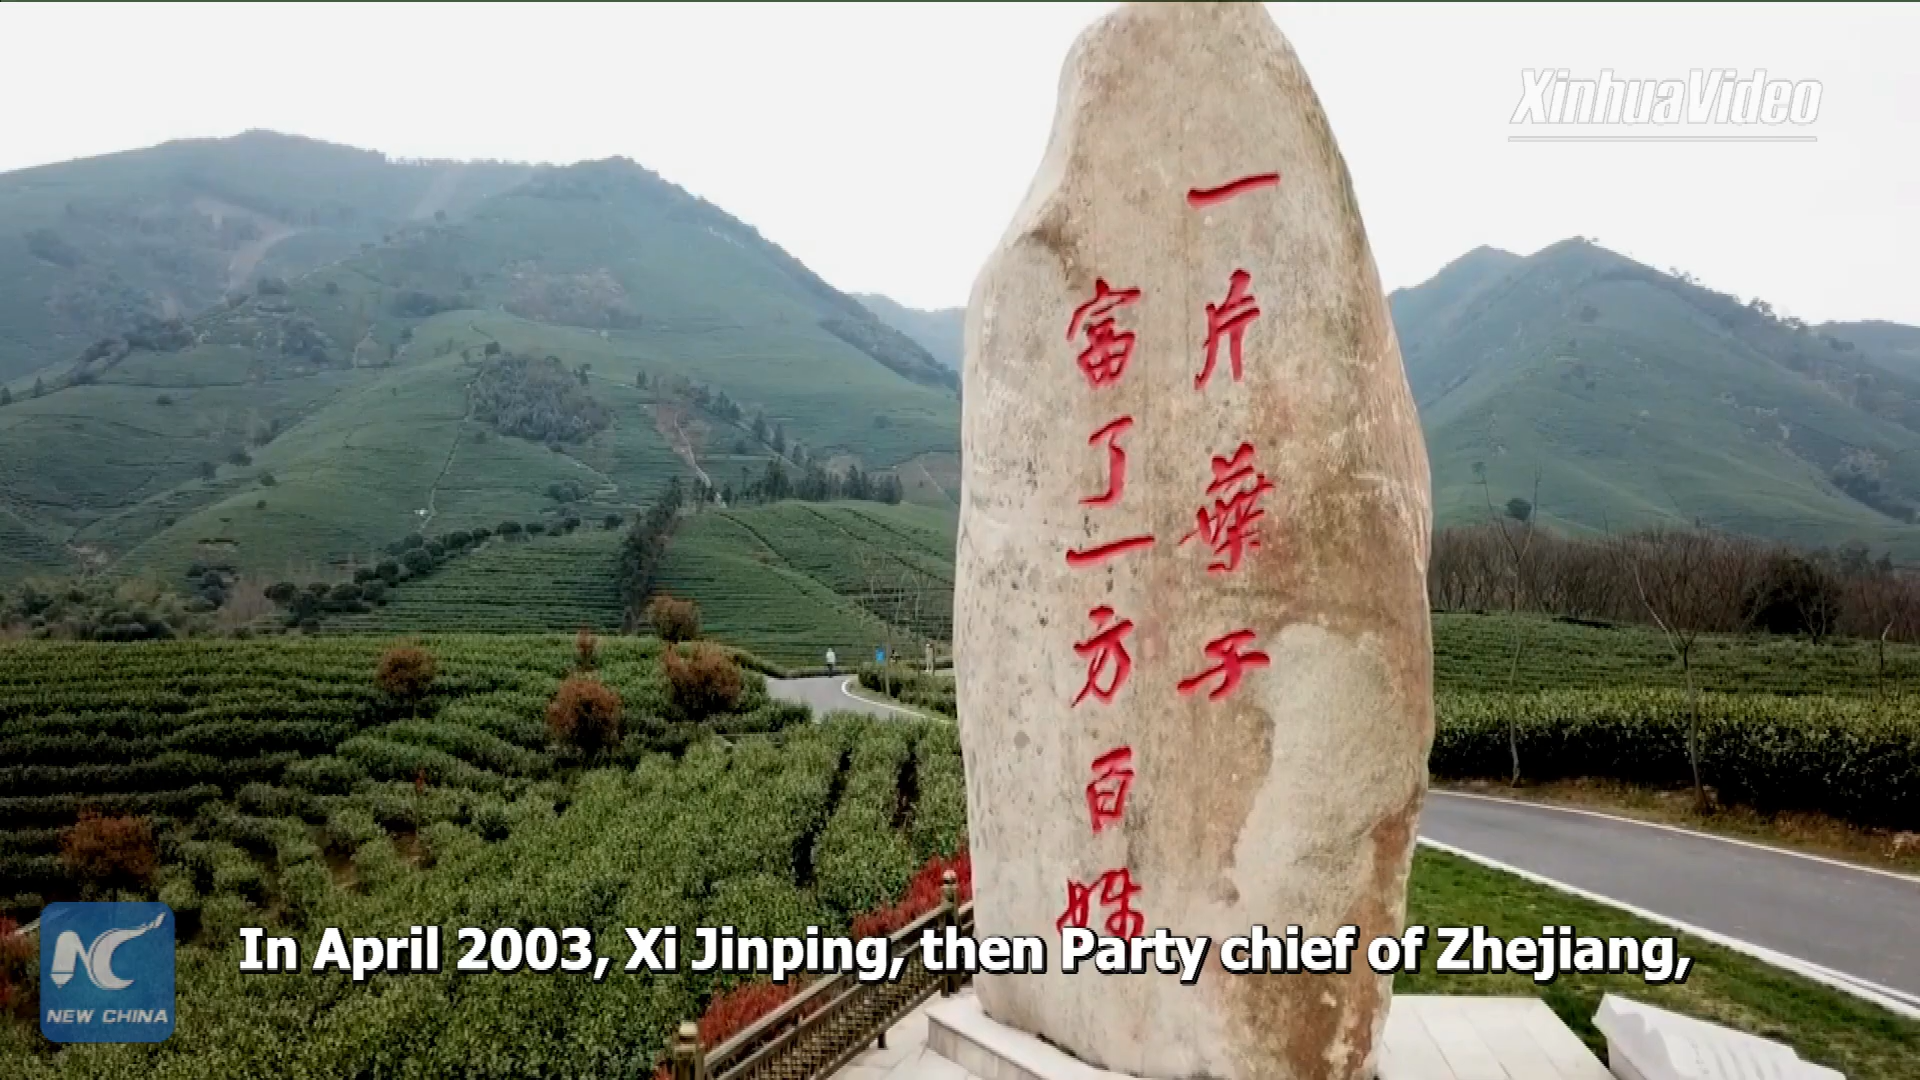 XinhuaVideo
一片葉子
富了一方百姓
In April 2003, Xi Jinping, then Party chief of Zhejiang,
NEW CHINA